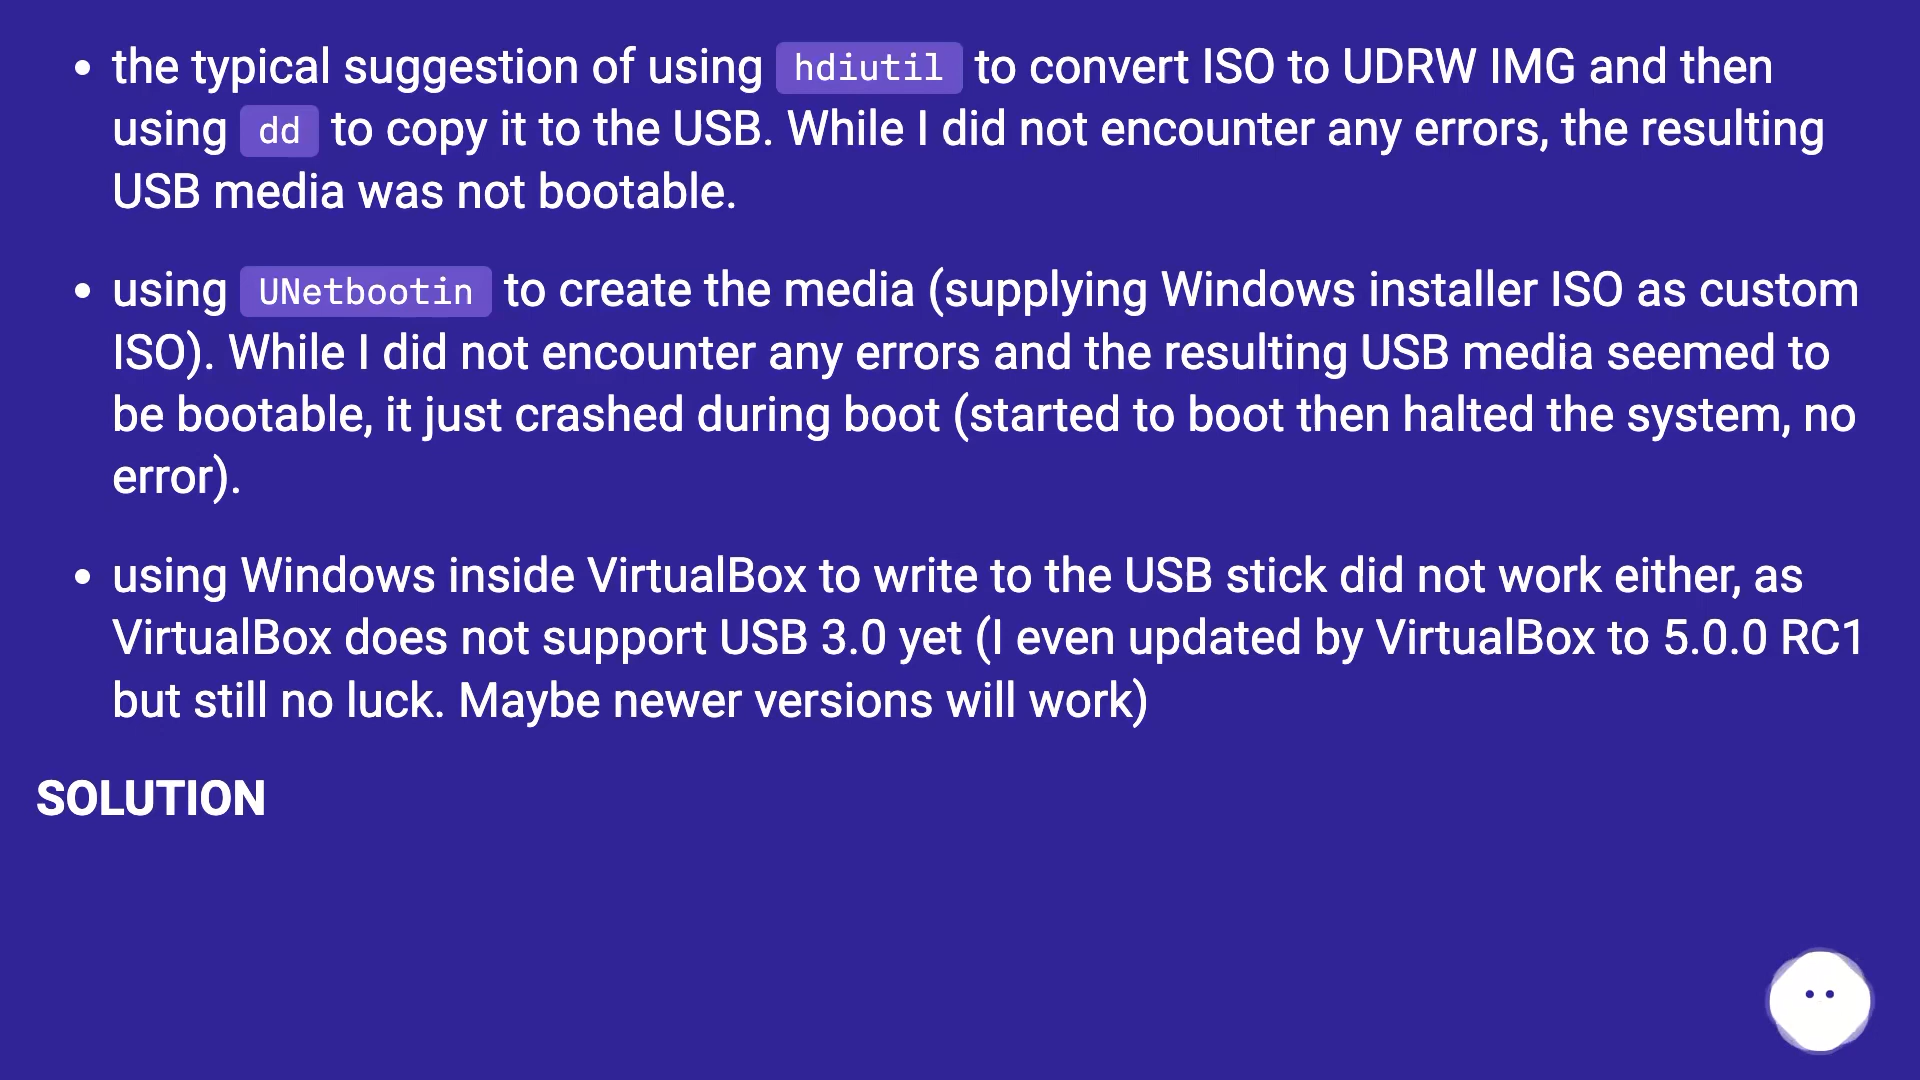 • the typical suggestion of using hdiutil to convert ISO to UDRW IMG and then
using dd to copy it to the USB. While I did not encounter any errors, the resulting
USB media was not bootable.
• using UNetbootin to create the media (supplying Windows installer ISO as custom
ISO). While I did not encounter any errors and the resulting USB media seemed to
be bootable, it just crashed during boot (started to boot then halted the system, no
error).
• using Windows inside VirtualBox to write to the USB stick did not work either, as
VirtualBox does not support USB 3.0 yet (I even updated by VirtualBox to 5.0.0 RC1
but still no luck. Maybe newer versions will work)
SOLUTION